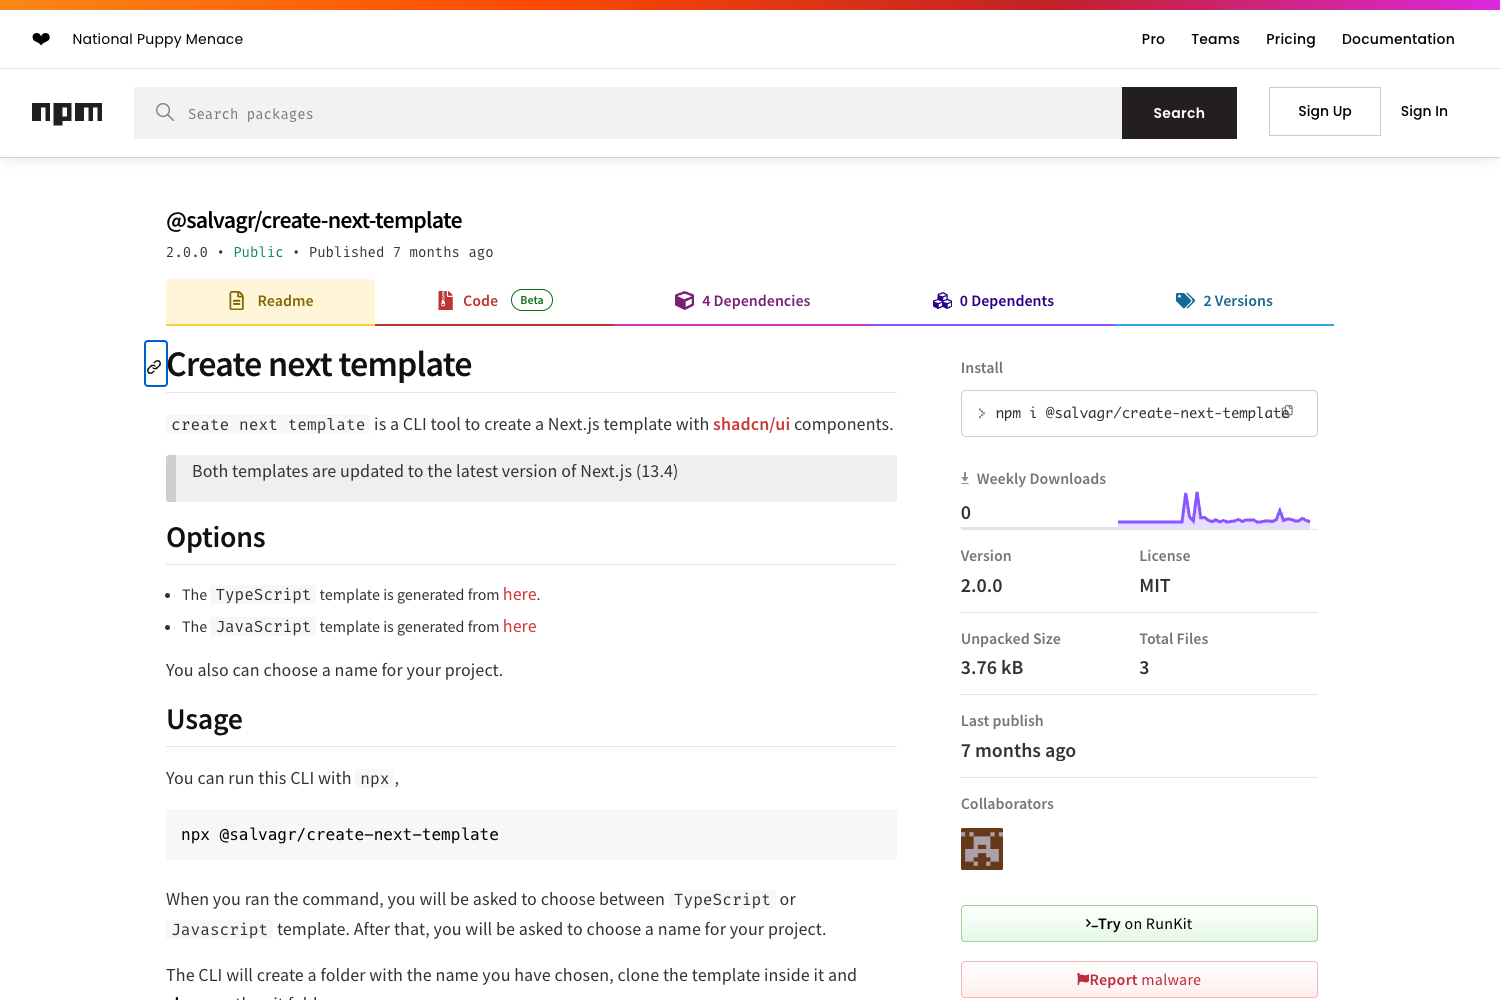 ❤ National Puppy Menace
Pro Teams Pricing Documentation
npm
Search packages
Search
Sign Up
Sign In
@salvagr/create-next-template
2.0.0 • Public • Published 7 months ago
Readme
Code Beta
4 Dependencies
0 Dependents
2 Versions
Create next template
create next template is a CLI tool to create a Next.js template with shadcn/ui components.
Both templates are updated to the latest version of Next.js (13.4)
Options
• The TypeScript template is generated from here.
• The JavaScript template is generated from here
You also can choose a name for your project.
Usage
You can run this CLI with npx ,
npx @salvagr/create-next-template
When you ran the command, you will be asked to choose between TypeScript or
Javascript template. After that, you will be asked to choose a name for your project.
The CLI will create a folder with the name you have chosen, clone the template inside it and
Install
> npm i @salvagr/create-next-template
Weekly Downloads
0
Version
2.0.0
License
MIT
Unpacked Size
3.76 kB
Total Files
3
Last publish
7 months ago
Collaborators
Try on RunKit
Report malware